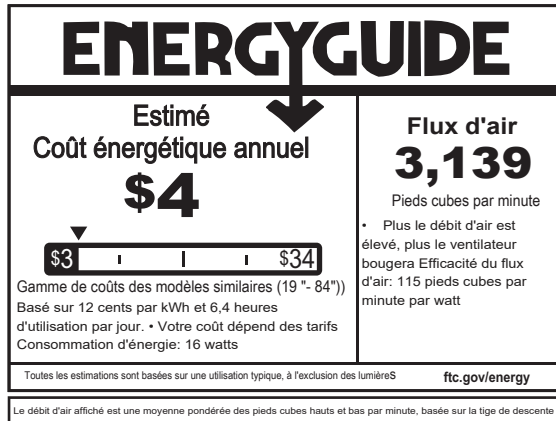 ENERGYGUIDE
Estimé
Coût énergétique annuel
$4
$3
$34
Gamme de coûts des modèles similaires (19 "- 84"))
Basé sur 12 cents par kWh et 6,4 heures
d'utilisation par jour. • Votre coût dépend des tarifs
Consommation d'énergie: 16 watts
Flux d'air
3,139
Pieds cubes par minute
• Plus le débit d'air est
élevé, plus le ventilateur
bougera Efficacité du flux
d'air: 115 pieds cubes par
minute par watt
Toutes les estimations sont basées sur une utilisation typique, à l'exclusion des lumièreS
ftc.gov/energy
Le débit d'air affiché est une moyenne pondérée des pieds cubes hauts et bas par minute, basée sur la tige de descente